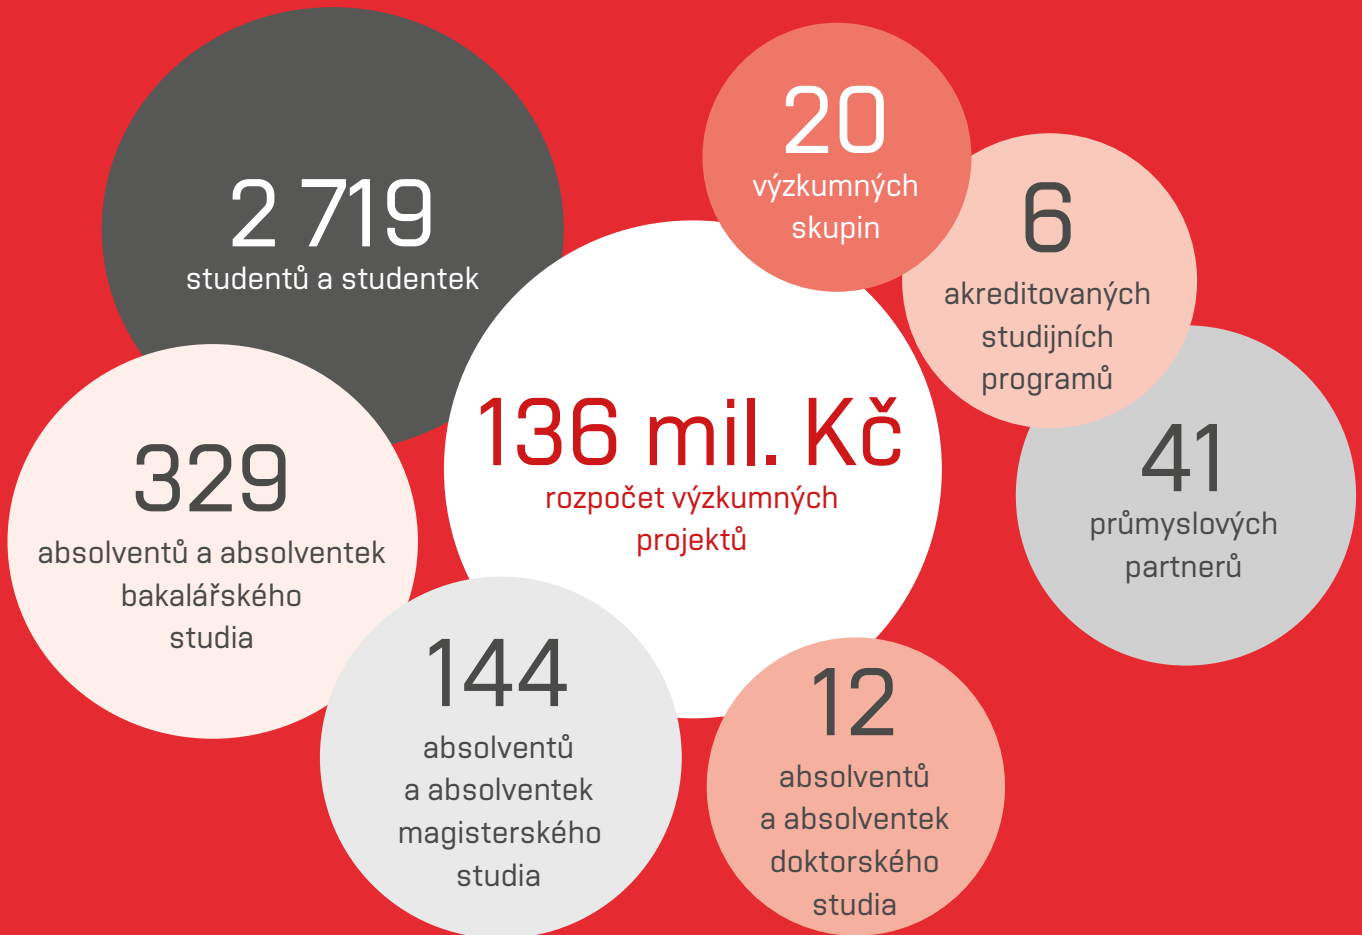 2 719
studentů a studentek
20
výzkumných
skupin
6
akreditovaných
studijních
programů
136 mil. Kč
rozpočet výzkumných
projektů
41
průmyslových
partnerů
329
absolventů a absolventek
bakalářského
studia
144
absolventů
a absolventek
magisterského
studia
12
absolventů
a absolventek
doktorského
studia